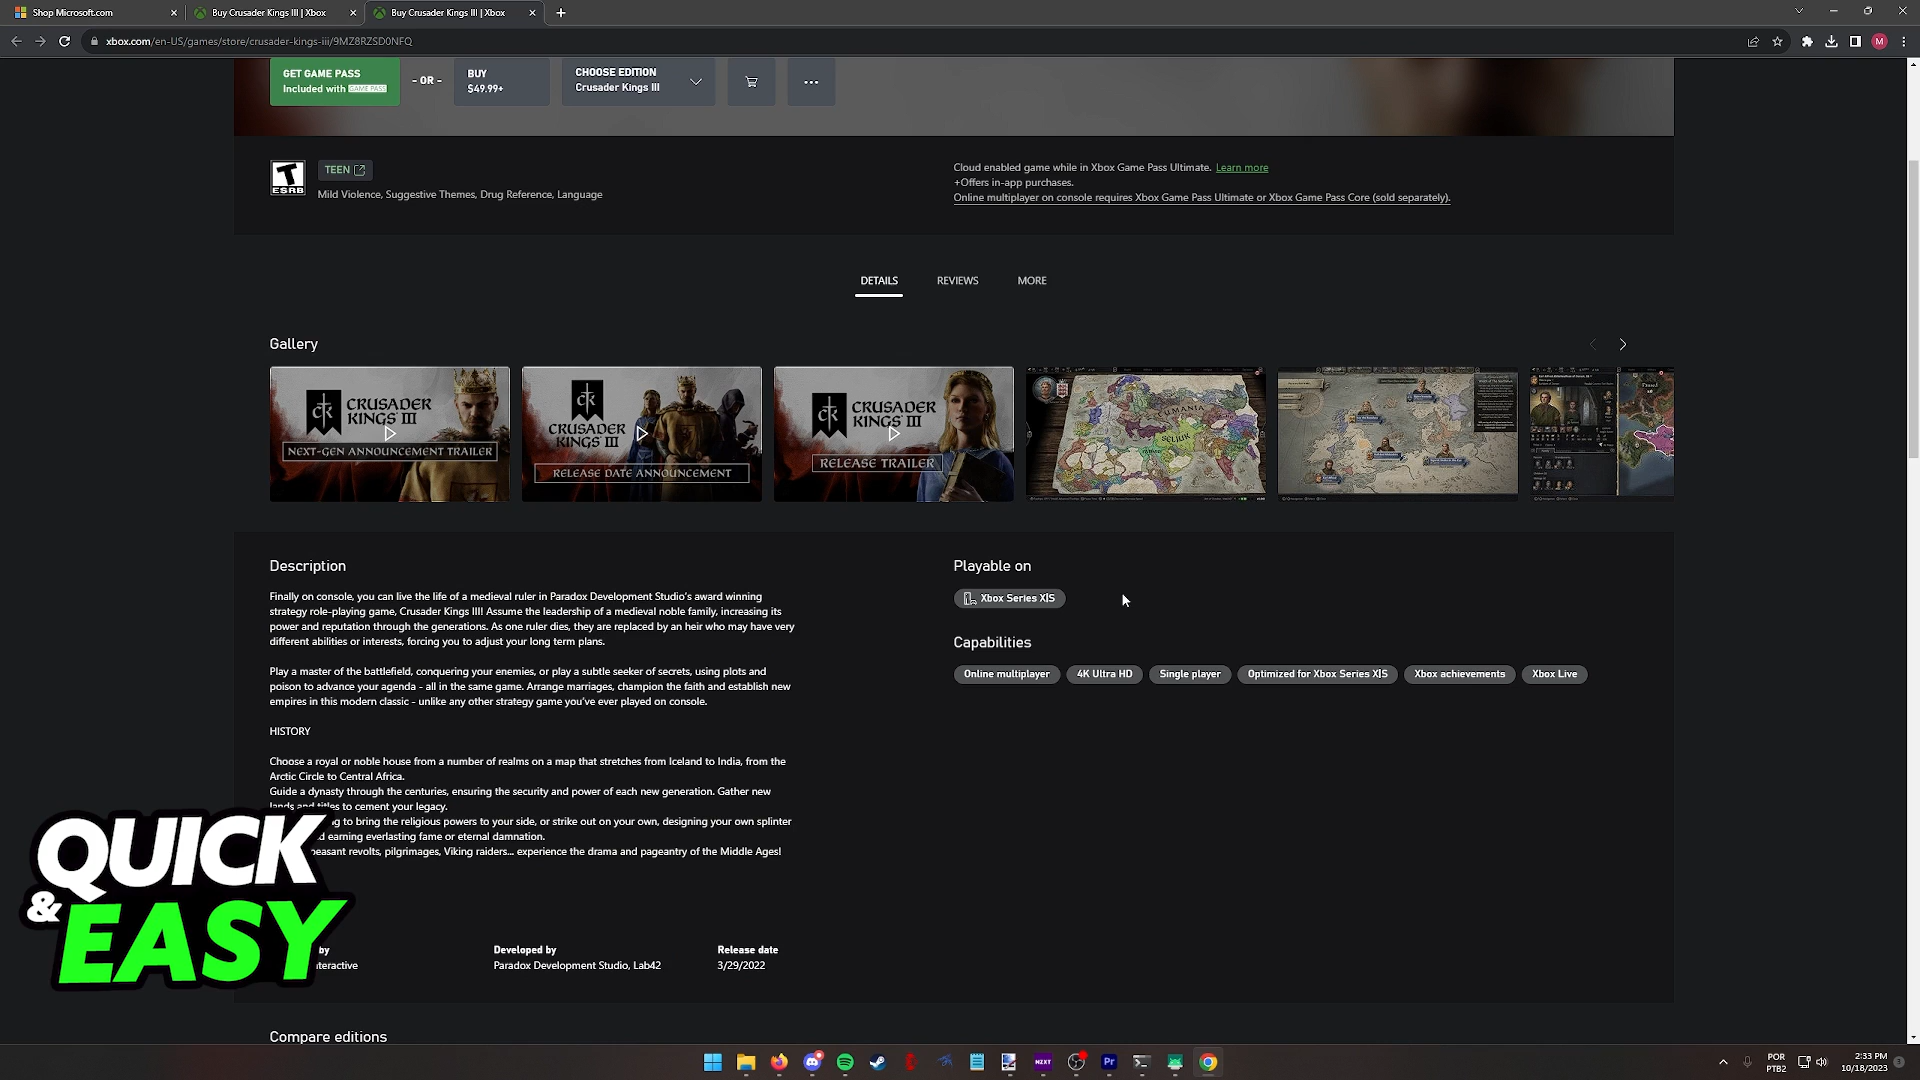 Shop Microsoft.com
Buy Crusader Kings III | Xbox
Buy Crusader Kings III | Xbox
xbox.com/en-US/games/store/crusader-kings-iii/9MZ8RZSD0NFQ
M
GET GAME PASS
Included with GAME PASS
- OR -
BUY
$49.99+
CHOOSE EDITION
Crusader Kings III
T
ESRB
TEEN
Mild Violence, Suggestive Themes, Drug Reference, Language
Cloud enabled game while in Xbox Game Pass Ultimate. Learn more
+Offers in-app purchases.
Online multiplayer on console requires Xbox Game Pass Ultimate or Xbox Game Pass Core (sold separately).
DETAILS
REVIEWS
MORE
Gallery
CRUSADER
KINGS III
NEXT-GEN ANNOUNCEMENT TRAILER
CRUSADER
KINGS III
RELEASE DATE ANNOUNCEMENT
CRUSADER
KINGS III
RELEASE TRAILER
SELJUK
Description
Finally on console, you can live the life of a medieval ruler in Paradox Development Studio's award winning
strategy role-playing game, Crusader Kings III! Assume the leadership of a medieval noble family, increasing its
power and reputation through the generations. As one ruler dies, they are replaced by an heir who may have very
different abilities or interests, forcing you to adjust your long term plans.
Play a master of the battlefield, conquering your enemies, or play a subtle seeker of secrets, using plots and
poison to advance your agenda - all in the same game. Arrange marriages, champion the faith and establish new
empires in this modern classic - unlike any other strategy game you've ever played on console.
HISTORY
Choose a royal or noble house from a number of realms on a map that stretches from Iceland to India, from the
Arctic Circle to Central Africa.
Guide a dynasty through the centuries, ensuring the security and power of each new generation. Gather new
lands and titles to cement your legacy.
to bring the religious powers to your side, or strike out on your own, designing your own splinter
earning everlasting fame or eternal damnation.
peasant revolts, pilgrimages, Viking raiders... experience the drama and pageantry of the Middle Ages!
Playable on
Xbox Series X|S
Capabilities
Online multiplayer
4K Ultra HD
Single player
Optimized for Xbox Series X|S
Xbox achievements
Xbox Live
by
Developed by
Paradox Development Studio, Lab42
Release date
3/29/2022
QUICK
&
EASY
Compare editions
NZXT
Pr
POR
PTB2
2:33 PM
10/18/2023